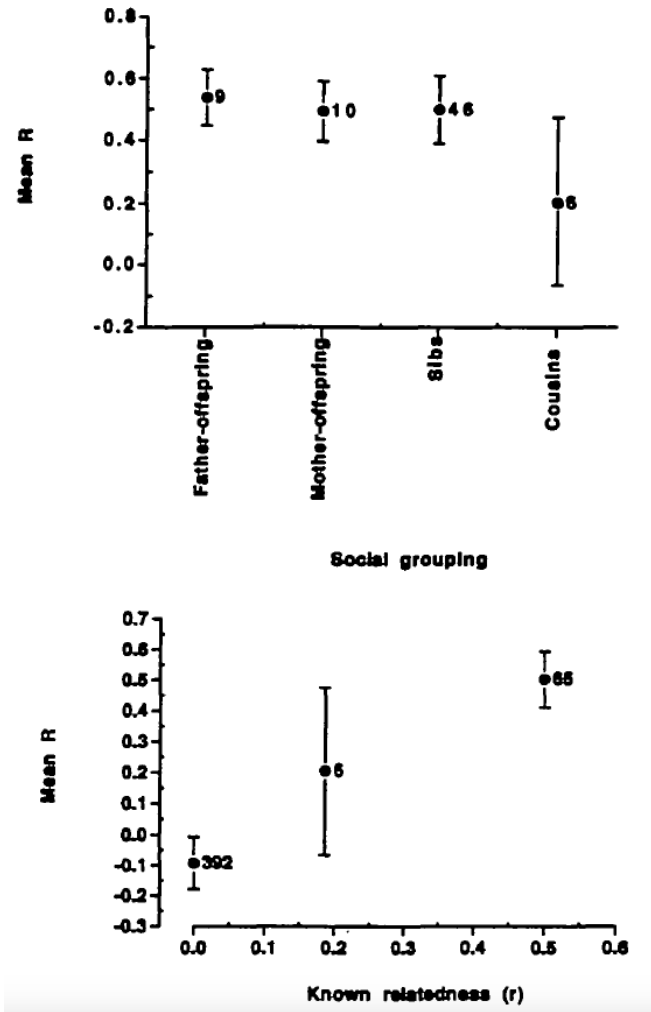 0.8
0.6
0.4
0.2
0.0
-0.2
Mean R
9
10
46
Father-offspring
Mother-offspring
Sibs
Cousins
Social grouping
0.7
0.6
0.5
0.4
0.3
0.2
0.1
0.0
-0.1
-0.2
-0.3
Mean R
392
65
0.0 0.1 0.2 0.3 0.4 0.5 0.6
Known relatedness (r)